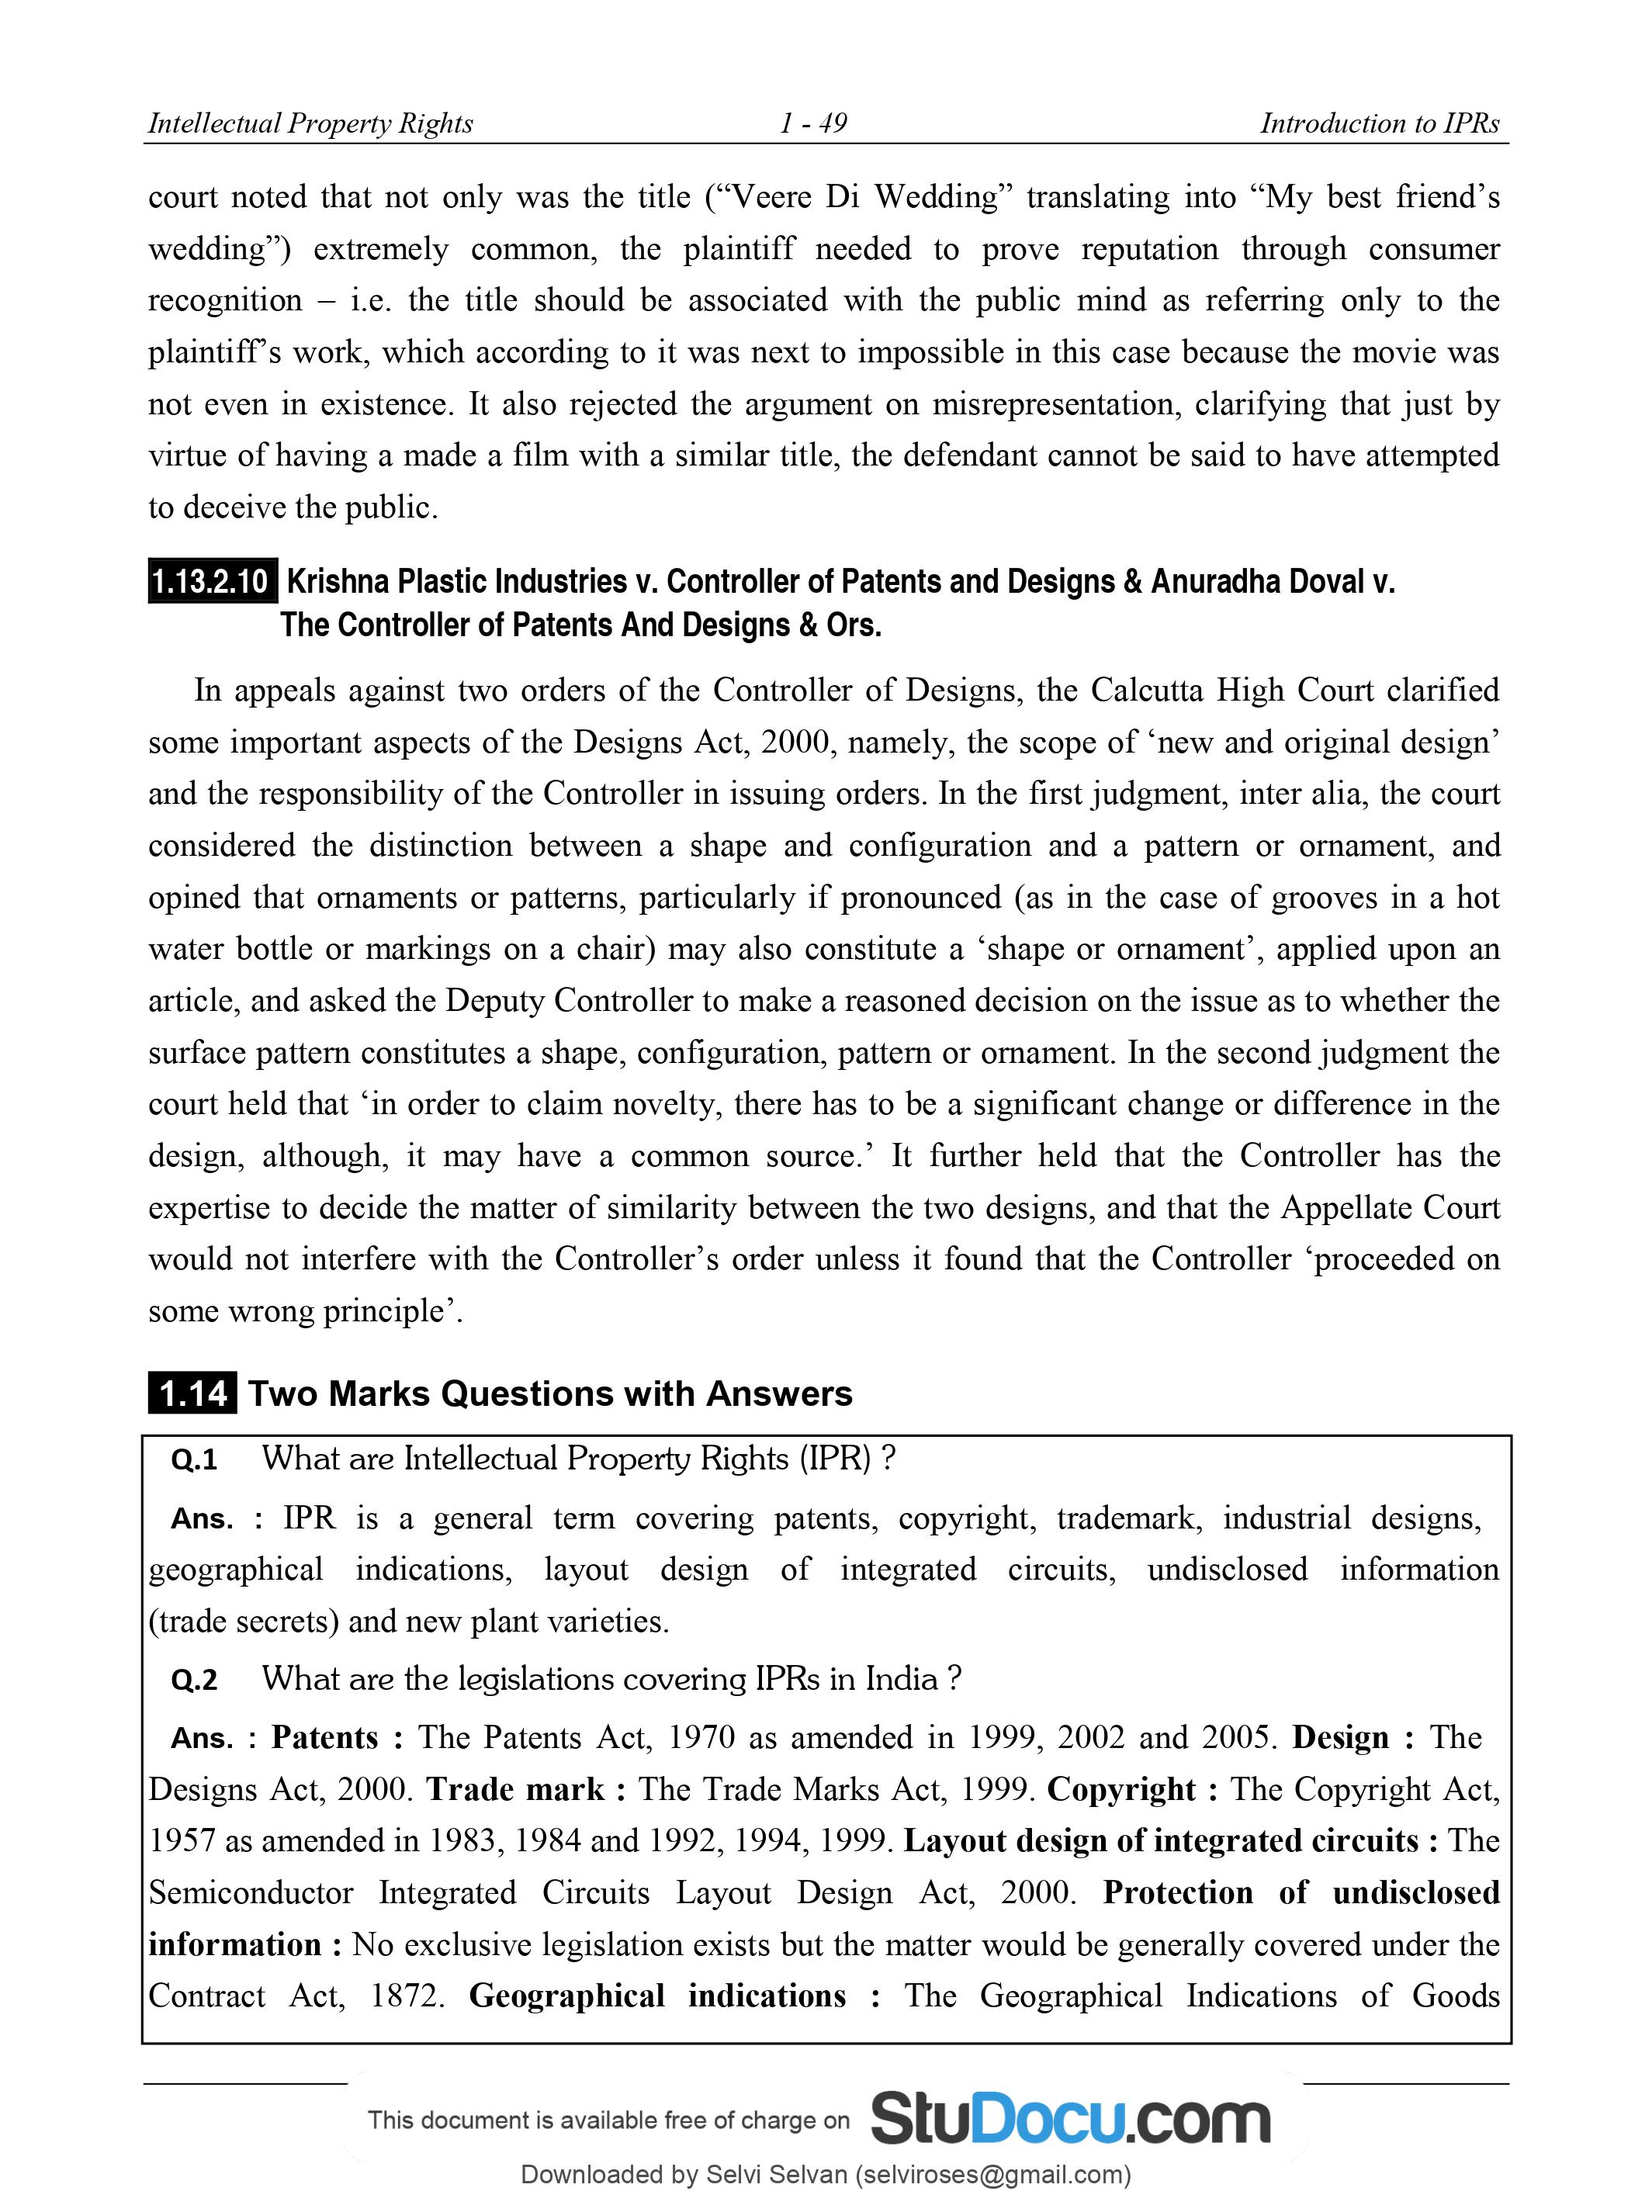 Intellectual Property Rights 1 - 49 Introduction to IPRs
court noted that not only was the title (“Veere Di Wedding” translating into “My best friend’s
wedding”) extremely common, the plaintiff needed to prove reputation through consumer
recognition – i.e. the title should be associated with the public mind as referring only to the
plaintiff’s work, which according to it was next to impossible in this case because the movie was
not even in existence. It also rejected the argument on misrepresentation, clarifying that just by
virtue of having a made a film with a similar title, the defendant cannot be said to have attempted
to deceive the public.
1.13.2.10 Krishna Plastic Industries v. Controller of Patents and Designs & Anuradha Doval v.
The Controller of Patents And Designs & Ors.
In appeals against two orders of the Controller of Designs, the Calcutta High Court clarified
some important aspects of the Designs Act, 2000, namely, the scope of ‘new and original design’
and the responsibility of the Controller in issuing orders. In the first judgment, inter alia, the court
considered the distinction between a shape and configuration and a pattern or ornament, and
opined that ornaments or patterns, particularly if pronounced (as in the case of grooves in a hot
water bottle or markings on a chair) may also constitute a ‘shape or ornament’, applied upon an
article, and asked the Deputy Controller to make a reasoned decision on the issue as to whether the
surface pattern constitutes a shape, configuration, pattern or ornament. In the second judgment the
court held that ‘in order to claim novelty, there has to be a significant change or difference in the
design, although, it may have a common source.’ It further held that the Controller has the
expertise to decide the matter of similarity between the two designs, and that the Appellate Court
would not interfere with the Controller’s order unless it found that the Controller ‘proceeded on
some wrong principle’.
1.14 Two Marks Questions with Answers
Q.1 What are Intellectual Property Rights (IPR) ?
Ans. : IPR is a general term covering patents, copyright, trademark, industrial designs,
geographical indications, layout design of integrated circuits, undisclosed information
(trade secrets) and new plant varieties.
Q.2 What are the legislations covering IPRs in India ?
Ans. : Patents : The Patents Act, 1970 as amended in 1999, 2002 and 2005. Design : The
Designs Act, 2000. Trade mark : The Trade Marks Act, 1999. Copyright : The Copyright Act,
1957 as amended in 1983, 1984 and 1992, 1994, 1999. Layout design of integrated circuits : The
Semiconductor Integrated Circuits Layout Design Act, 2000. Protection of undisclosed
information : No exclusive legislation exists but the matter would be generally covered under the
Contract Act, 1872. Geographical indications : The Geographical Indications of Goods
This document is available free of charge on StuDocu.com
Downloaded by Selvi Selvan (selviroses@gmail.com)